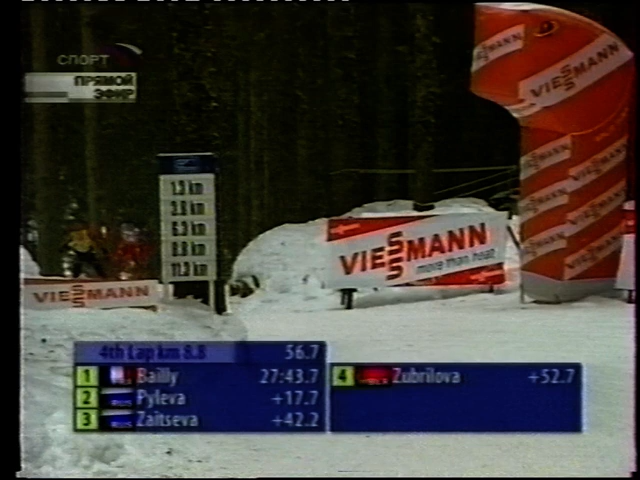 СПОРТ
ПРЯМОЙ
ЭФИР
VIESMANN
VIESSMANN
1.3 km
3.8 km
6.3 km
8.8 km
11.3 km
VIESSMANN
more than heat
VIESSMANN
4th Lap km 8.8 56.7
1 Bailly 27:43.7
2 Pyleva +17.7
3 Zaitseva +42.2
4 Zubrilova +52.7